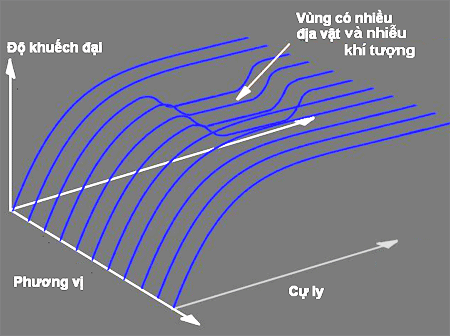 Vùng có nhiều
địa vật và nhiễu
khí tượng
Độ khuếch đại
Phương vị
Cự ly